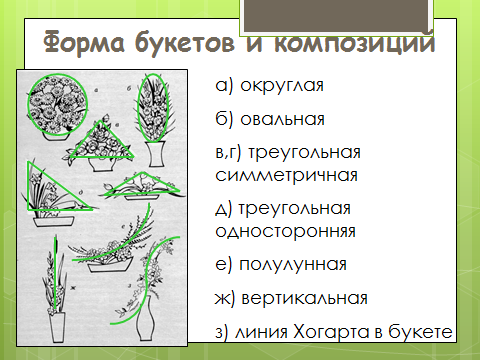 Форма букетов и композиций
а) округлая
б) овальная
в,г) треугольная
симметричная
д) треугольная
односторонняя
е) полулунная
ж) вертикальная
з) линия Хогарта в букете